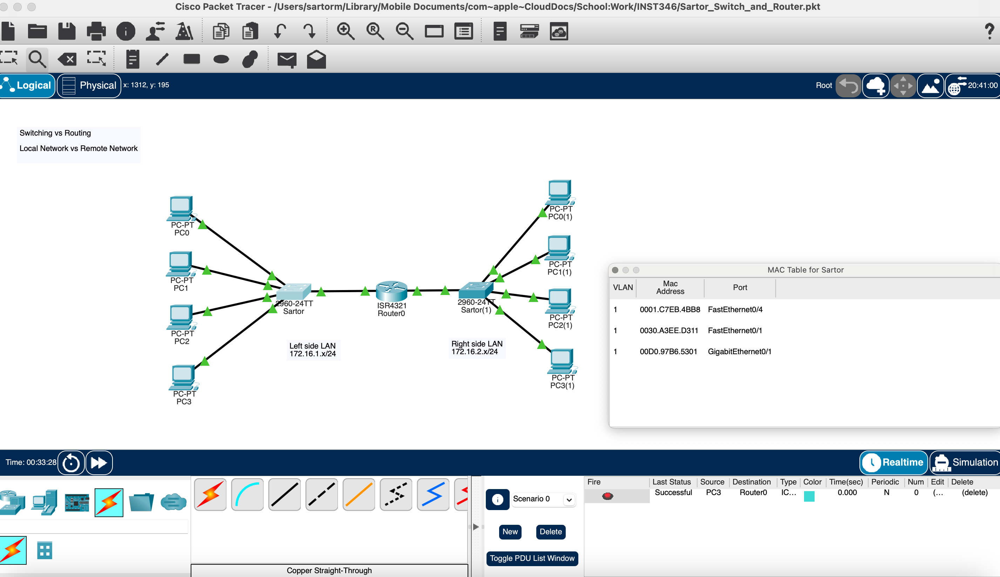 Cisco Packet Tracer - /Users/sartorm/Library/Mobile Documents/com~apple~CloudDocs/School:Work/INST346/Sartor_Switch_and_Router.pkt
Logical
Physical
x: 1312, y: 195
Root
20:41:00
Switching vs Routing
Local Network vs Remote Network
PC-PT
PC0
PC-PT
PC1
PC-PT
PC2
PC-PT
PC3
2960-24TT
Sartor
ISR4321
Router0
2960-24TT
Sartor(1)
PC-PT
PC0(1)
PC-PT
PC1(1)
PC-PT
PC2(1)
PC-PT
PC3(1)
Left side LAN
172.16.1.x/24
Right side LAN
172.16.2.x/24
MAC Table for Sartor
VLAN Mac Address Port
1 0001.C7EB.4BB8 FastEthernet0/4
1 0030.A3EE.D311 FastEthernet0/1
1 00D0.97B6.5301 GigabitEthernet0/1
Time: 00:33:28
Realtime
Simulation
Scenario 0
New
Delete
Toggle PDU List Window
Fire Last Status Source Destination Type Color Time(sec) Periodic Num Edit Delete
Successful PC3 Router0 IC... 0.000 N 0 (... (delete)
Copper Straight-Through